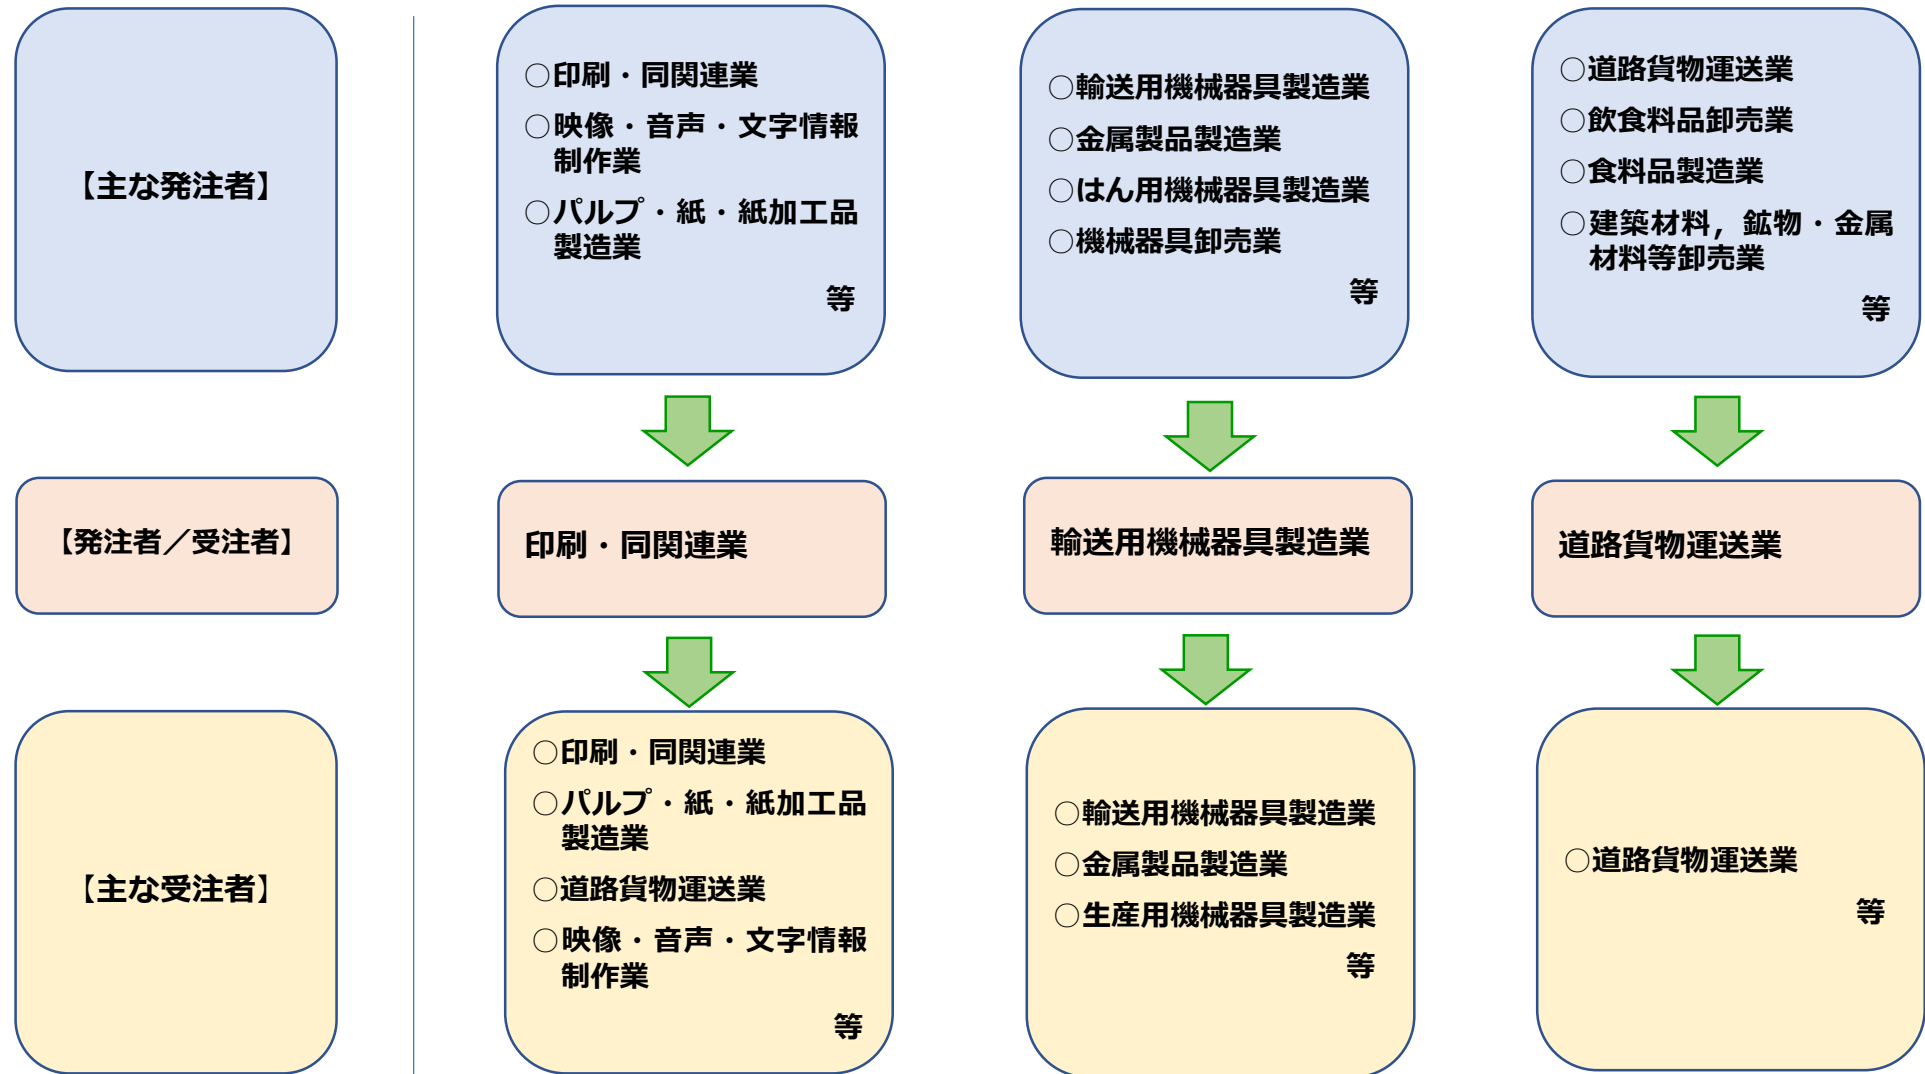 【主な発注者】
○印刷・同関連業
○映像・音声・文字情報
制作業
○パルプ・紙・紙加工品
製造業
等
○輸送用機械器具製造業
○金属製品製造業
○はん用機械器具製造業
○機械器具卸売業
等
○道路貨物運送業
○飲食料品卸売業
○食料品製造業
○建築材料，鉱物・金属
材料等卸売業
等
【発注者／受注者】
印刷・同関連業
輸送用機械器具製造業
道路貨物運送業
【主な受注者】
○印刷・同関連業
○パルプ・紙・紙加工品
製造業
○道路貨物運送業
○映像・音声・文字情報
制作業
等
○輸送用機械器具製造業
○金属製品製造業
○生産用機械器具製造業
等
○道路貨物運送業
等